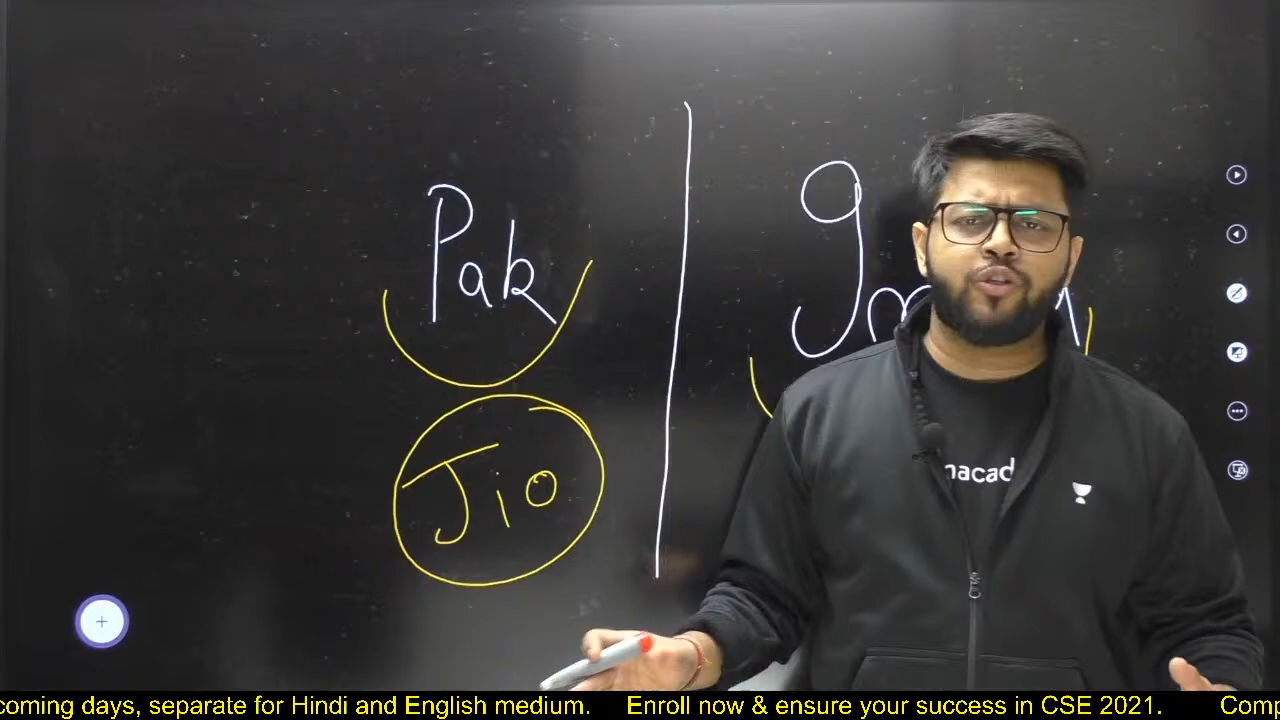 Pak
Jio
nacad
coming days, separate for Hindi and English medium. Enroll now & ensure your success in CSE 2021. Comp